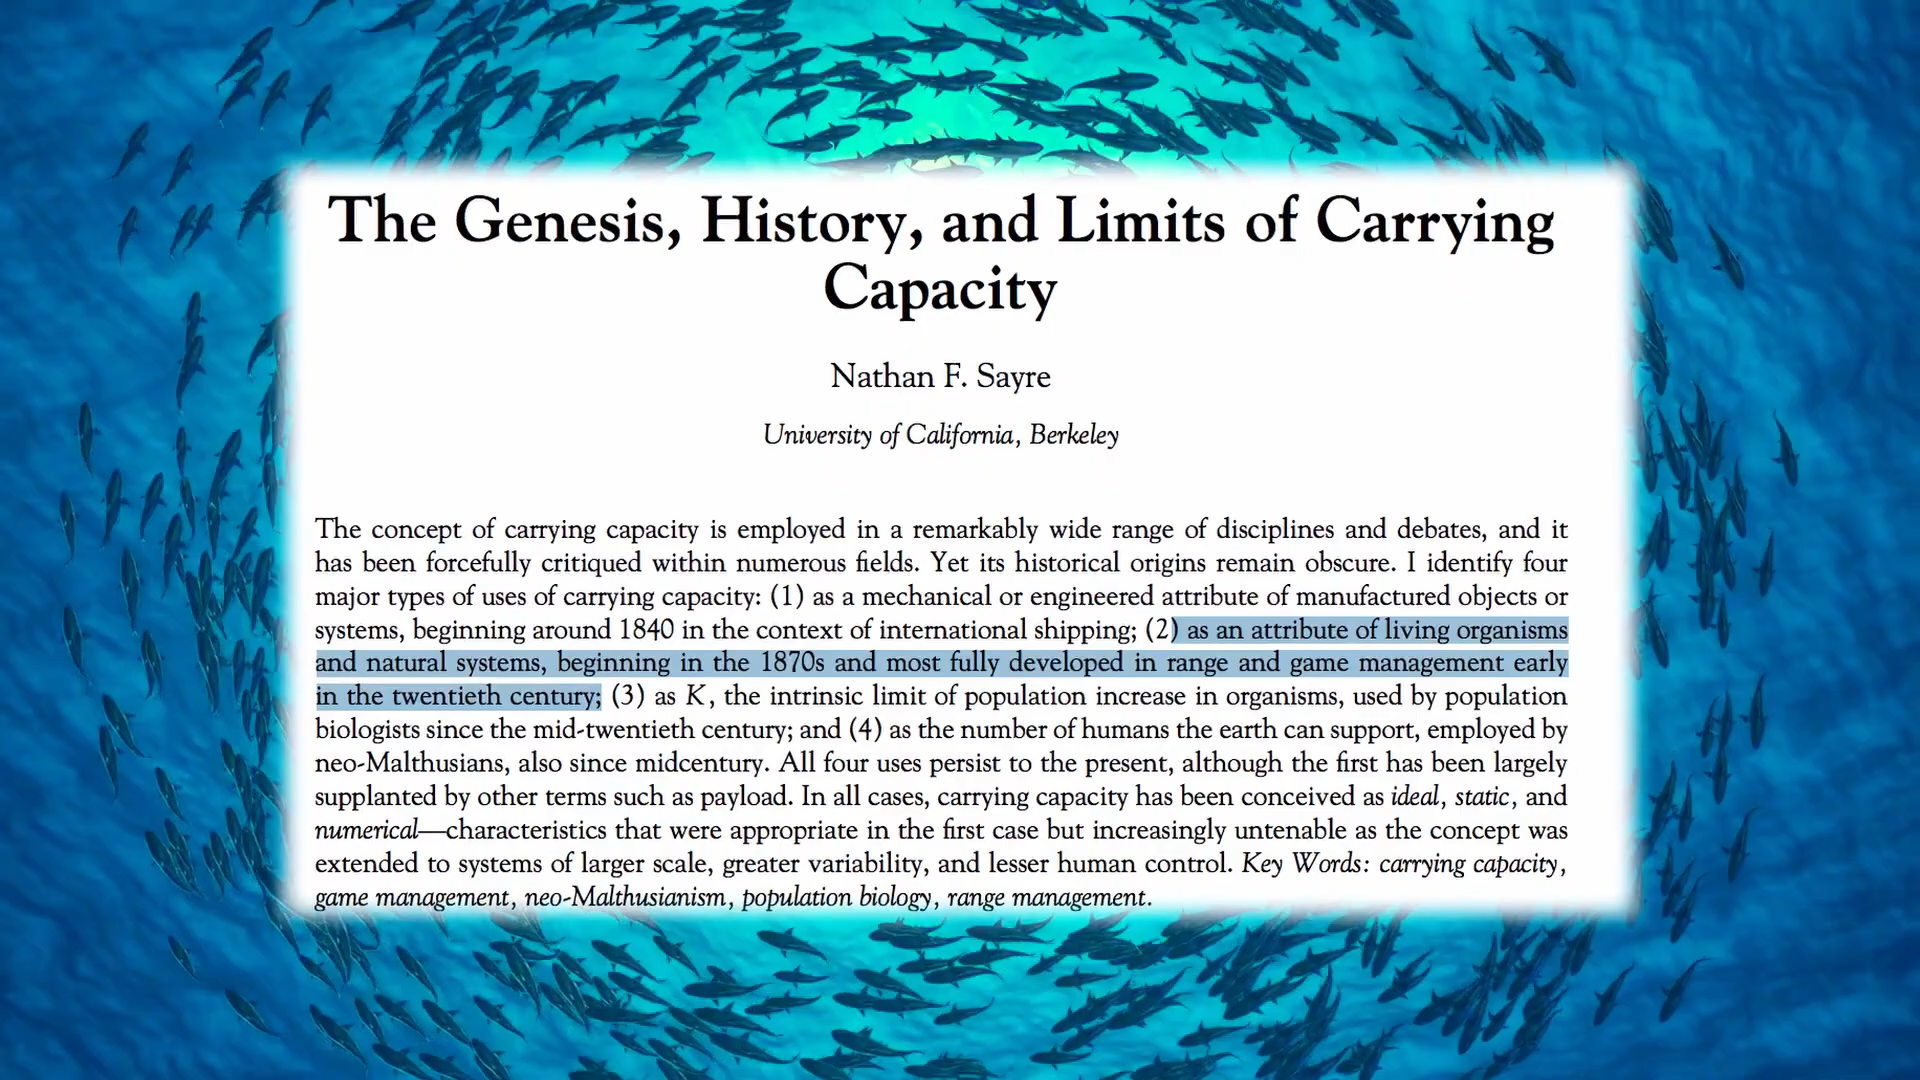 The Genesis, History, and Limits of Carrying
Capacity
Nathan F. Sayre
University of California, Berkeley
The concept of carrying capacity is employed in a remarkably wide range of disciplines and debates, and it
has been forcefully critiqued within numerous fields. Yet its historical origins remain obscure. I identify four
major types of uses of carrying capacity: (1) as a mechanical or engineered attribute of manufactured objects or
systems, beginning around 1840 in the context of international shipping; (2) as an attribute of living organisms
and natural systems, beginning in the 1870s and most fully developed in range and game management early
in the twentieth century; (3) as K, the intrinsic limit of population increase in organisms, used by population
biologists since the mid-twentieth century; and (4) as the number of humans the earth can support, employed by
neo-Malthusians, also since midcentury. All four uses persist to the present, although the first has been largely
supplanted by other terms such as payload. In all cases, carrying capacity has been conceived as ideal, static, and
numerical—characteristics that were appropriate in the first case but increasingly untenable as the concept was
extended to systems of larger scale, greater variability, and lesser human control. Key Words: carrying capacity,
game management, neo-Malthusianism, population biology, range management.